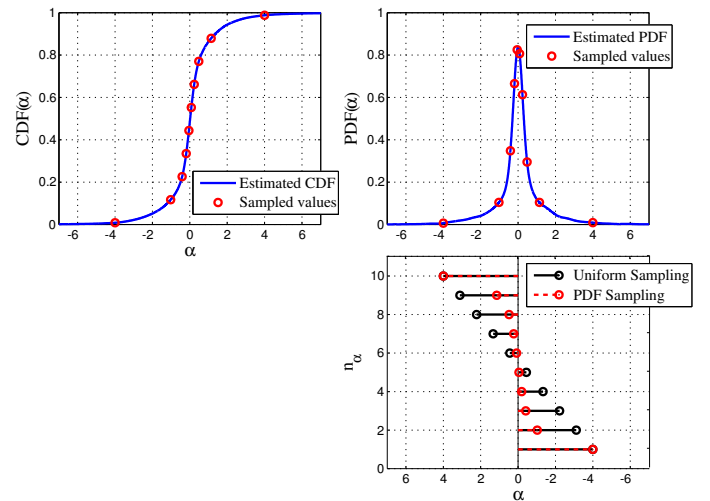 1
0.8
0.6
0.4
0.2
0
CDF(α)
-6 -4 -2 0 2 4 6
α
Estimated CDF
Sampled values
1
0.8
0.6
0.4
0.2
0
PDF(α)
-6 -4 -2 0 2 4 6
Estimated PDF
Sampled values
10
8
6
4
2
0
nα
6 4 2 0 -2 -4 -6
α
Uniform Sampling
PDF Sampling